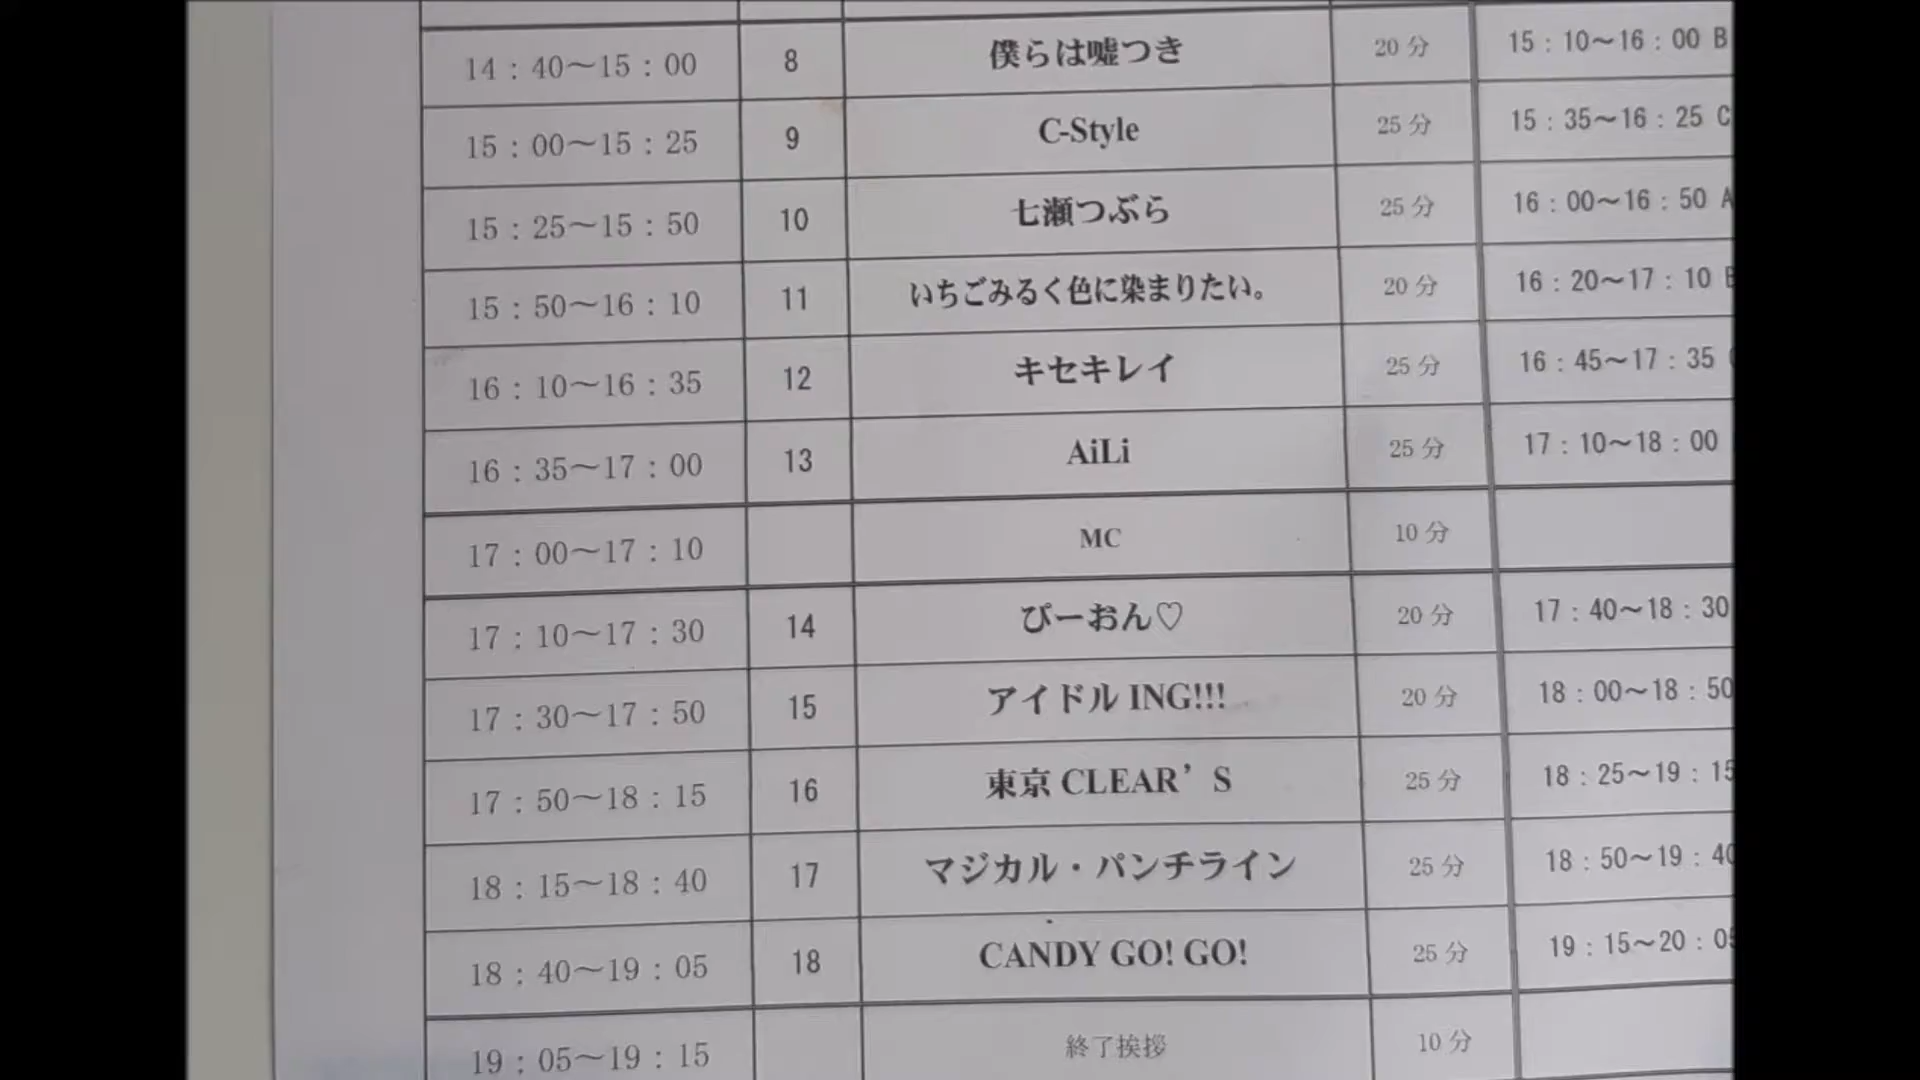 14：40～15：00 8 僕らは嘘つき 20分 15：10～16：00 B
15：00～15：25 9 C-Style 25分 15：35～16：25 C
15：25～15：50 10 七瀬つぶら 25分 16：00～16：50 A
15：50～16：10 11 いちごみるく色に染まりたい。 20分 16：20～17：10 B
16：10～16：35 12 キセキレイ 25分 16：45～17：35
16：35～17：00 13 AiLi 25分 17：10～18：00
17：00～17：10 MC 10分
17：10～17：30 14 ぴーおん♡ 20分 17：40～18：30
17：30～17：50 15 アイドルING!!! 20分 18：00～18：50
17：50～18：15 16 東京CLEAR’S 25分 18：25～19：15
18：15～18：40 17 マジカル・パンチライン 25分 18：50～19：40
18：40～19：05 18 CANDY GO! GO! 25分 19：15～20：05
19：05～19：15 終了挨拶 10分